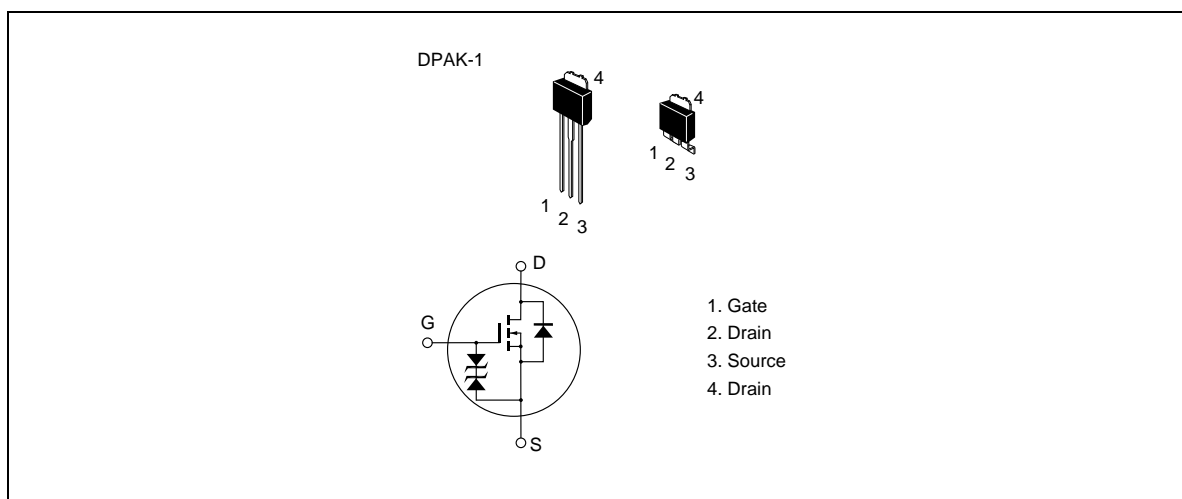 DPAK-1
4
4
1
2
3
1
2
3
D
G
S
1. Gate
2. Drain
3. Source
4. Drain